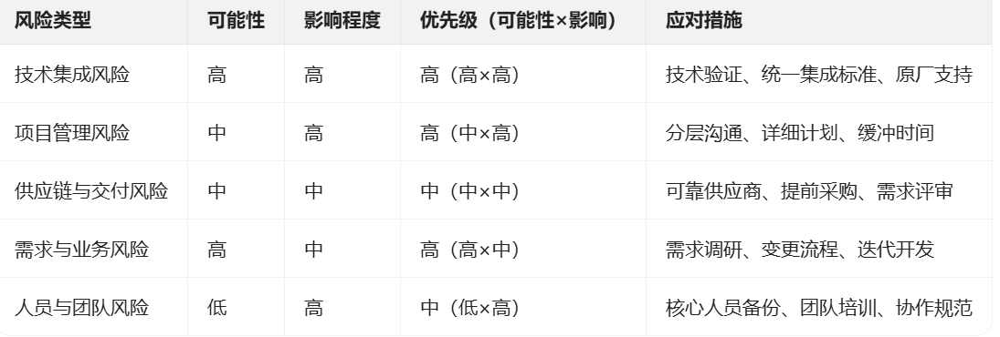 风险类型 可能性 影响程度 优先级（可能性×影响） 应对措施
技术集成风险 高 高 高（高×高） 技术验证、统一集成标准、原厂支持
项目管理风险 中 高 高（中×高） 分层沟通、详细计划、缓冲时间
供应链与交付风险 中 中 中（中×中） 可靠供应商、提前采购、需求评审
需求与业务风险 高 中 高（高×中） 需求调研、变更流程、迭代开发
人员与团队风险 低 高 中（低×高） 核心人员备份、团队培训、协作规范